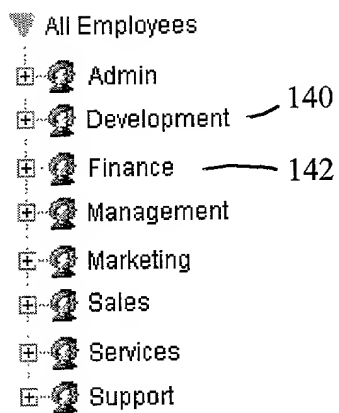 All Employees
Admin
Development 140
Finance 142
Management
Marketing
Sales
Services
Support